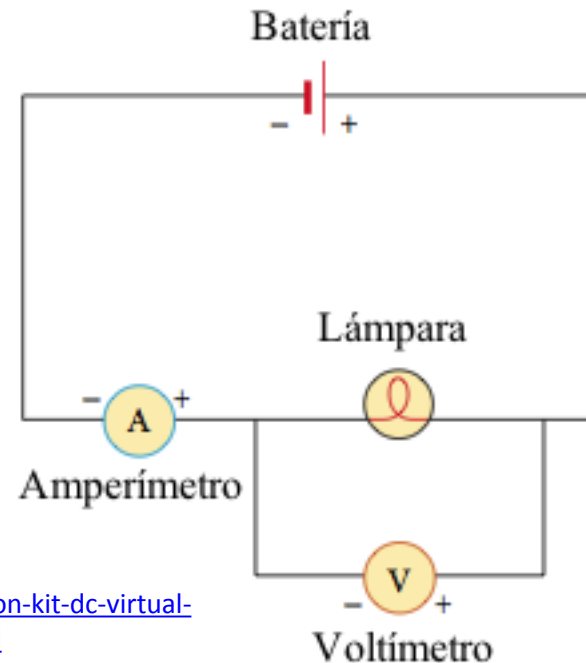 Batería
− +
Lámpara
− +
A
Amperímetro
on-kit-dc-virtual-
V
− +
Voltímetro